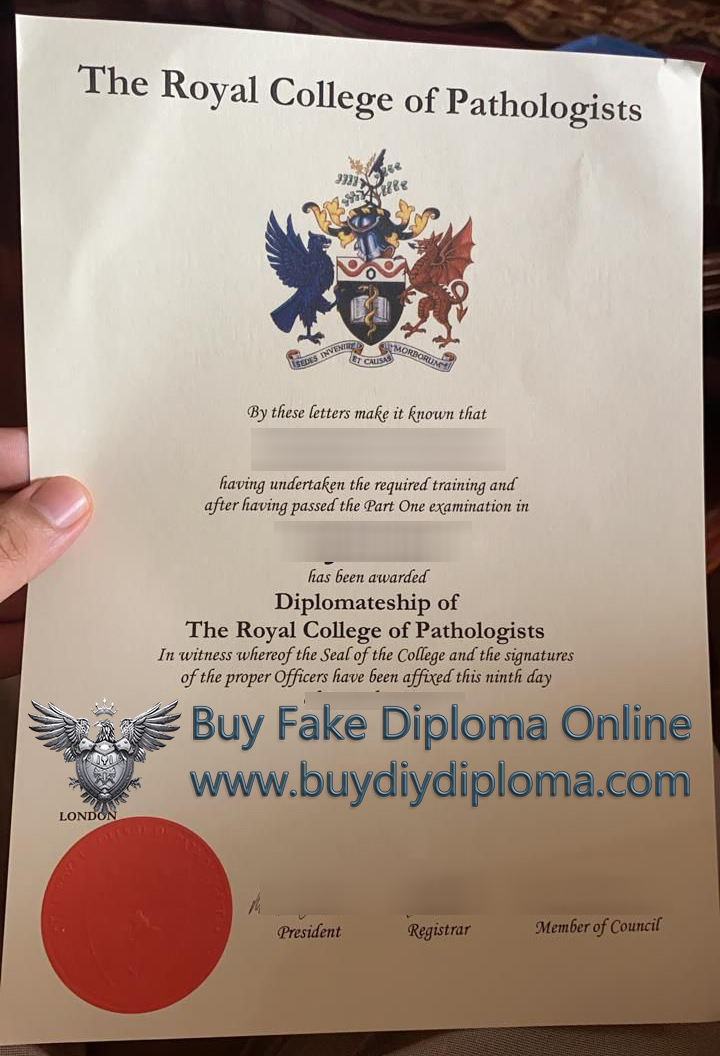 The Royal College of Pathologists
SEDES INVENIRE ET CAUSAS MORBORUM
By these letters make it known that
having undertaken the required training and
after having passed the Part One examination in
has been awarded
Diplomateship of
The Royal College of Pathologists
In witness whereof the Seal of the College and the signatures
of the proper Officers have been affixed this ninth day
Buy Fake Diploma Online
www.buydiydiploma.com
LONDON
President Registrar Member of Council